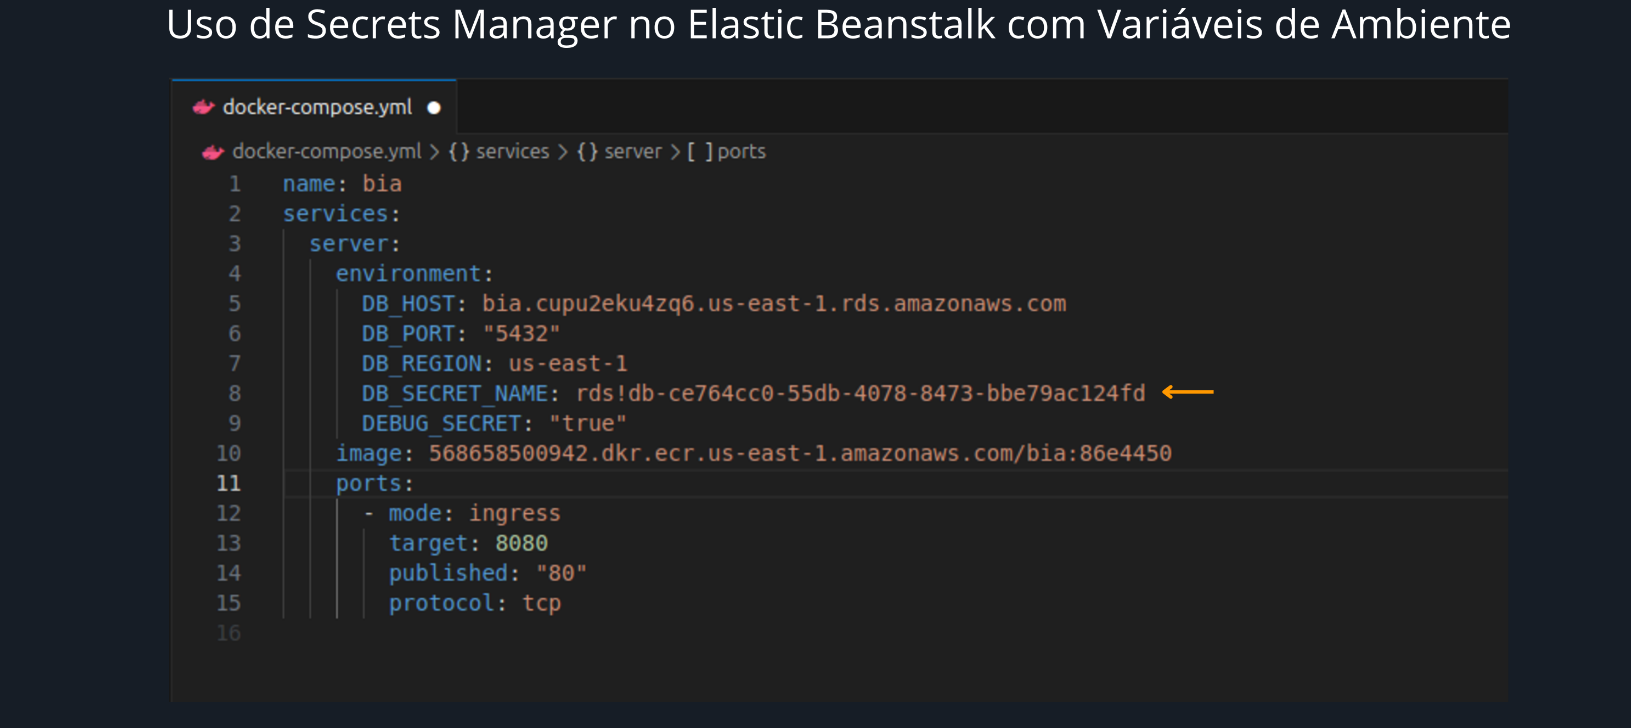 Uso de Secrets Manager no Elastic Beanstalk com Variáveis de Ambiente
docker-compose.yml
docker-compose.yml > {} services > {} server > [ ] ports
1 name: bia
2 services:
3 server:
4 environment:
5 DB_HOST: bia.cupu2eku4zq6.us-east-1.rds.amazonaws.com
6 DB_PORT: "5432"
7 DB_REGION: us-east-1
8 DB_SECRET_NAME: rds!db-ce764cc0-55db-4078-8473-bbe79ac124fd
9 DEBUG_SECRET: "true"
10 image: 568658500942.dkr.ecr.us-east-1.amazonaws.com/bia:86e4450
11 ports:
12 - mode: ingress
13 target: 8080
14 published: "80"
15 protocol: tcp
16